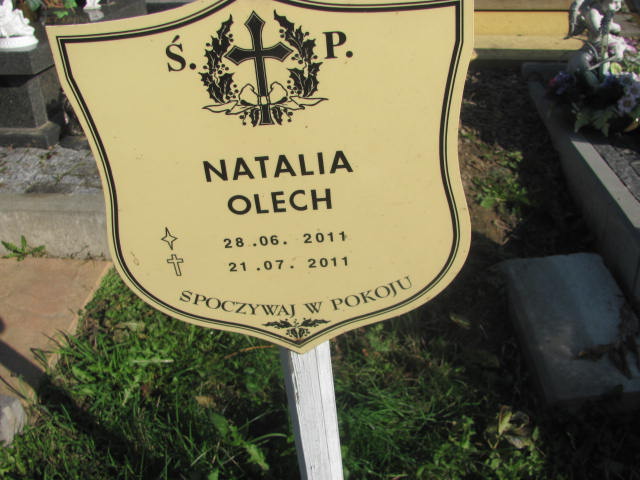 Ś. P.
NATALIA
OLECH
28.06. 2011
21.07. 2011
SPOCZYWAJ W POKOJU